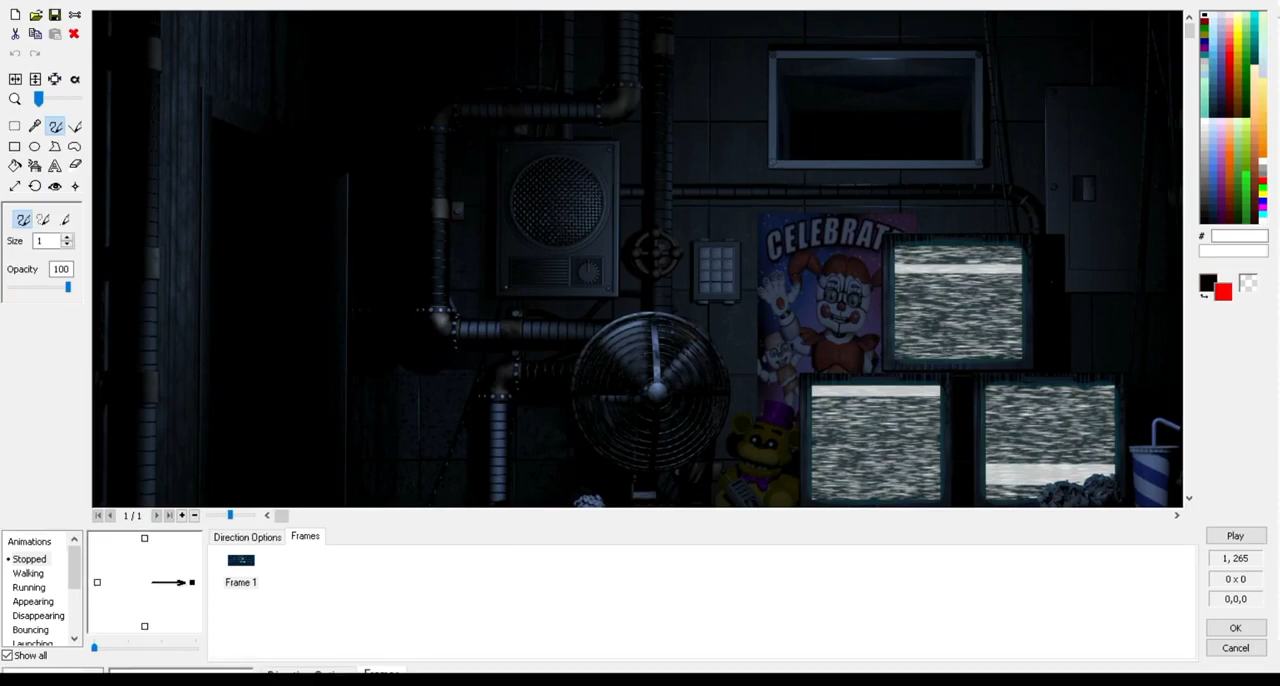 Size 1
Opacity 100
#
CELEBRAT
1 / 1
Animations
Direction Options
Frames
Play
Stopped
Walking
Running
Appearing
Disappearing
Bouncing
Launching
Frame 1
1, 265
0 x 0
0,0,0
OK
Cancel
Show all